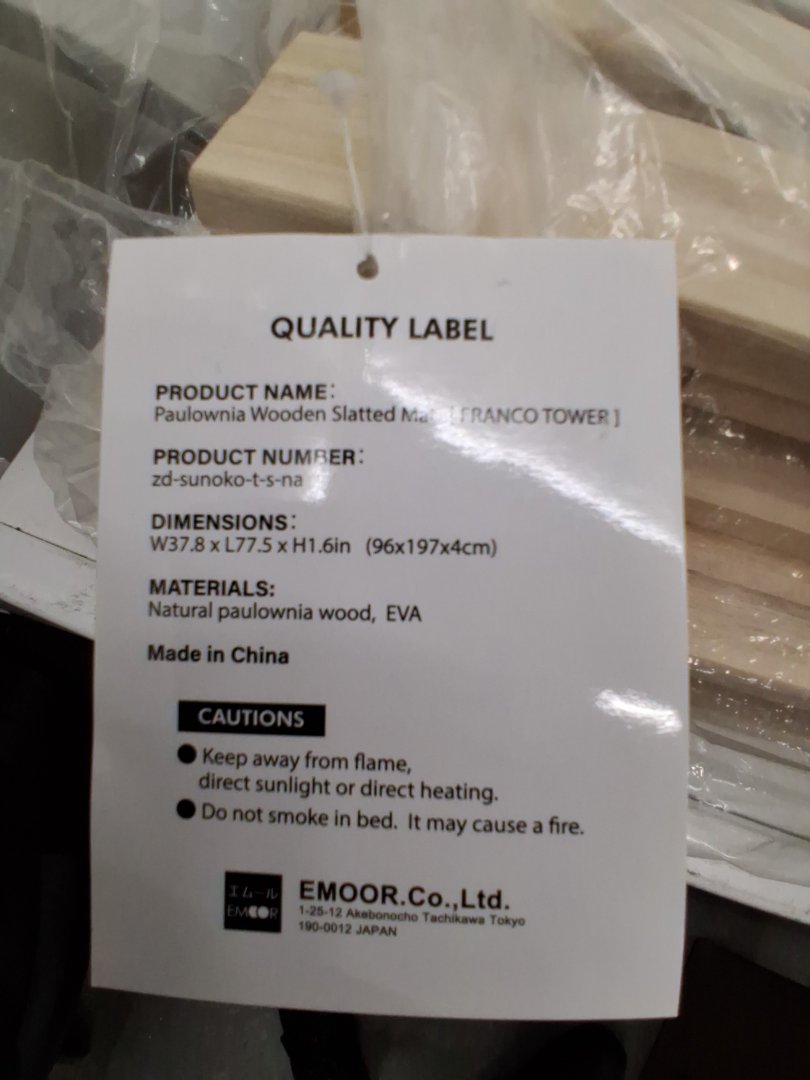 QUALITY LABEL
PRODUCT NAME:
Paulownia Wooden Slatted [ FRANCO TOWER ]
PRODUCT NUMBER:
zd-sunoko-t-s-na
DIMENSIONS:
W37.8 x L77.5 x H1.6in (96x197x4cm)
MATERIALS:
Natural paulownia wood, EVA
Made in China
CAUTIONS
● Keep away from flame,
direct sunlight or direct heating.
● Do not smoke in bed. It may cause a fire.
エムール
EMOOR
EMOOR.Co.,Ltd.
1-25-12 Akebonocho Tachikawa Tokyo
190-0012 JAPAN